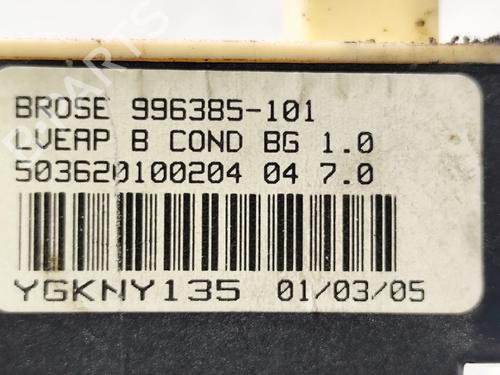 BROSE 996385-101
LVEAP B COND BG 1.0
503620100204 04 7.0
YGKNY135 01/03/05